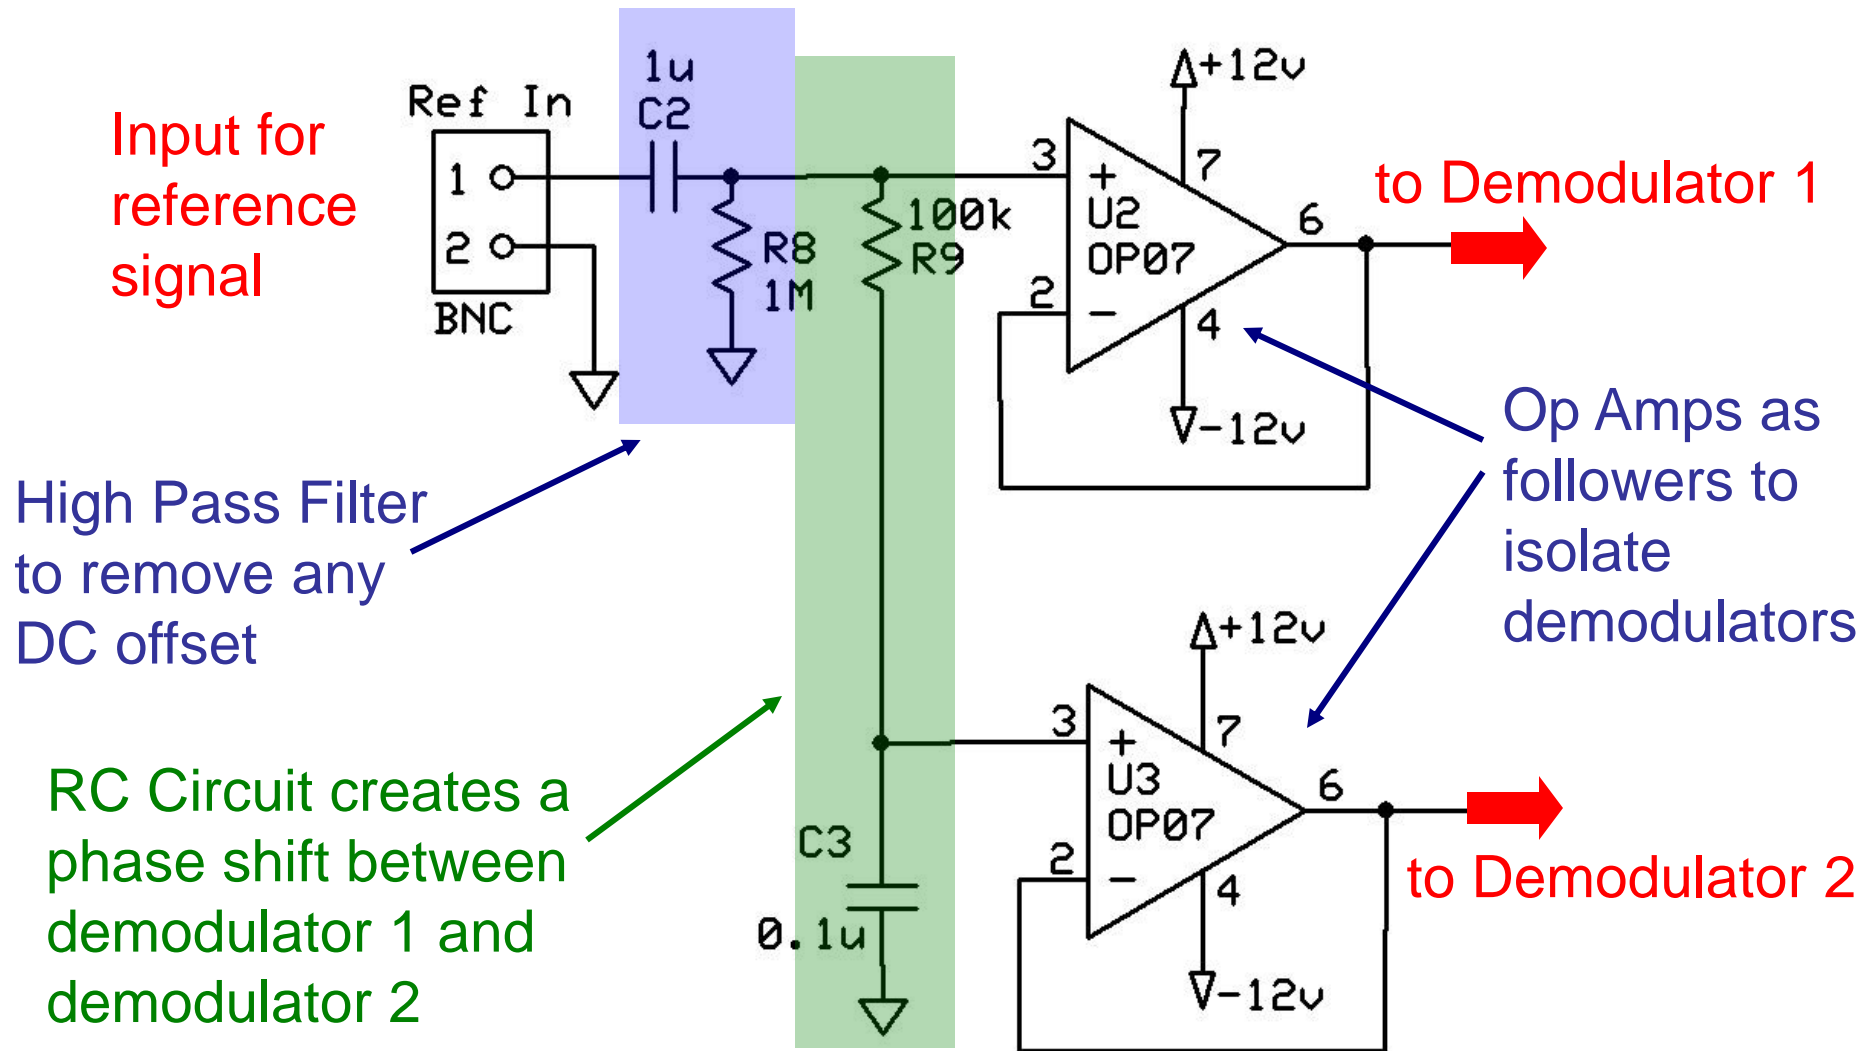 Input for
reference
signal
Ref In
1
2
BNC
1u
C2
R8
1M
100k
R9
3
2
+
-
U2
OP07
+12v
7
6
4
-12v
to Demodulator 1
High Pass Filter
to remove any
DC offset
Op Amps as
followers to
isolate
demodulators
RC Circuit creates a
phase shift between
demodulator 1 and
demodulator 2
C3
0.1u
3
2
+
-
U3
OP07
+12v
7
6
4
-12v
to Demodulator 2